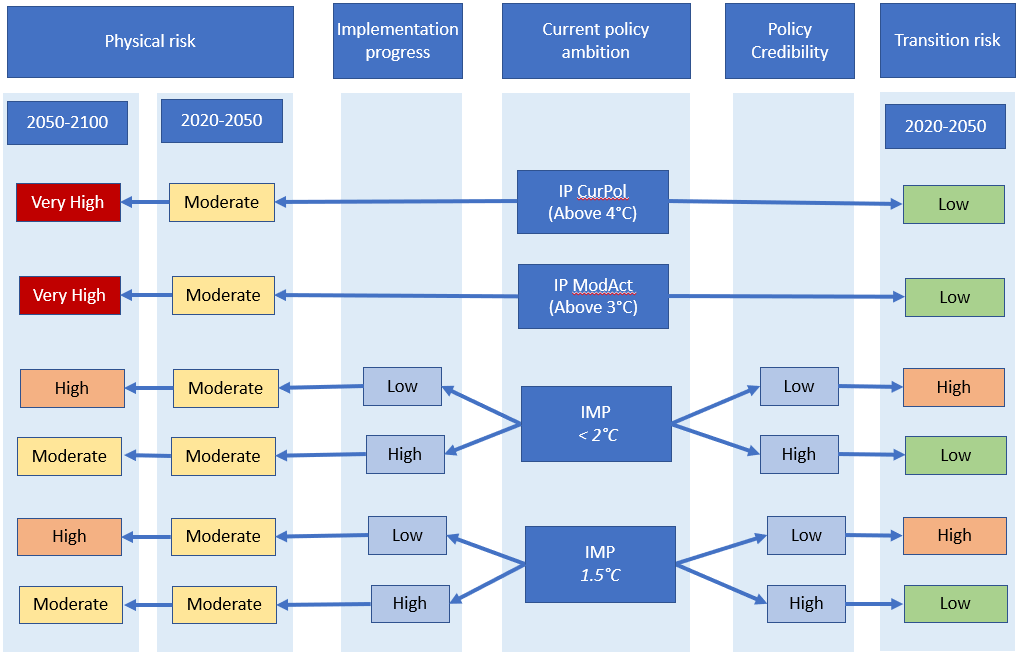 Physical risk
Implementation
progress
Current policy
ambition
Policy
Credibility
Transition risk
2050-2100
2020-2050
2020-2050
Very High
Moderate
IP CurPol
(Above 4°C)
Low
Very High
Moderate
IP ModAct
(Above 3°C)
Low
High
Moderate
Low
IMP
< 2°C
Low
High
Moderate
Moderate
High
High
Low
High
Moderate
Low
IMP
1.5°C
Low
High
Moderate
Moderate
High
High
Low